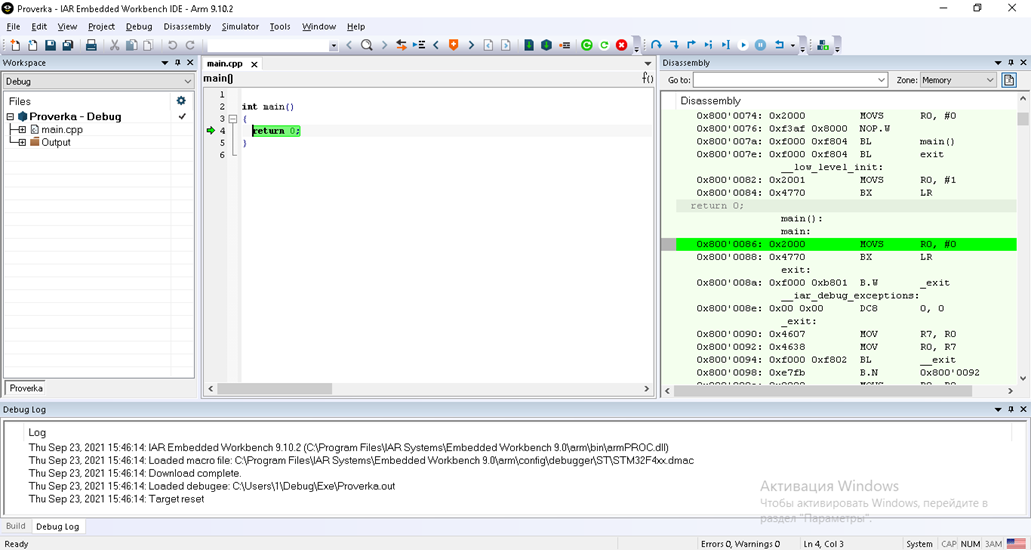 Proverka - IAR Embedded Workbench IDE - Arm 9.10.2
File Edit View Project Debug Disassembly Simulator Tools Window Help
Workspace
Debug
Files
Proverka - Debug
main.cpp
Output
Proverka
main.cpp
main()
f()
1
2 int main()
3 {
4 return 0;
5 }
6
Disassembly
Go to: Zone: Memory
Disassembly
0x800'0074: 0x2000 MOVS R0, #0
0x800'0076: 0xf3af 0x8000 NOP.W
0x800'007a: 0xf000 0xf804 BL main()
0x800'007e: 0xf000 0xf804 BL exit
__low_level_init:
0x800'0082: 0x2001 MOVS R0, #1
0x800'0084: 0x4770 BX LR
return 0;
main():
main:
0x800'0086: 0x2000 MOVS R0, #0
0x800'0088: 0x4770 BX LR
exit:
0x800'008a: 0xf000 0xb801 B.W _exit
__iar_debug_exceptions:
0x800'008e: 0x00 0x00 DC8 0, 0
_exit:
0x800'0090: 0x4607 MOV R7, R0
0x800'0092: 0x4638 MOV R0, R7
0x800'0094: 0xf000 0xf802 BL __exit
0x800'0098: 0xe7fb B.N 0x800'0092
Debug Log
Log
Thu Sep 23, 2021 15:46:14: IAR Embedded Workbench 9.10.2 (C:\Program Files\IAR Systems\Embedded Workbench 9.0\arm\bin\armPROC.dll)
Thu Sep 23, 2021 15:46:14: Loaded macro file: C:\Program Files\IAR Systems\Embedded Workbench 9.0\arm\config\debugger\ST\STM32F4xx.dmac
Thu Sep 23, 2021 15:46:14: Download complete.
Thu Sep 23, 2021 15:46:14: Loaded debugee: C:\Users\1\Debug\Exe\Proverka.out
Thu Sep 23, 2021 15:46:14: Target reset
Активация Windows
Чтобы активировать Windows, перейдите в
раздел "Параметры".
Build Debug Log
Ready Errors 0, Warnings 0 Ln 4, Col 3 System CAP NUM ЗАМ